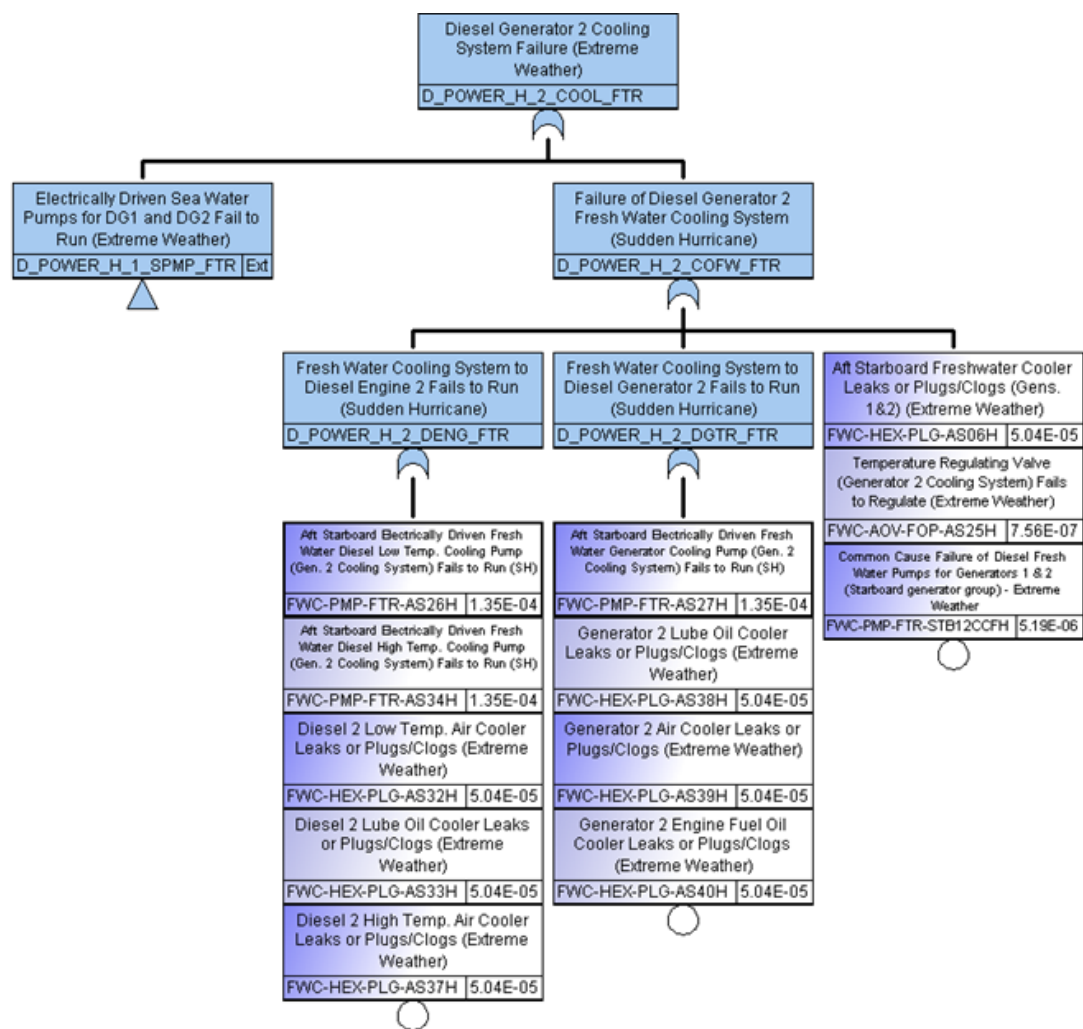 Diesel Generator 2 Cooling
System Failure (Extreme
Weather)
D_POWER_H_2_COOL_FTR
Electrically Driven Sea Water
Pumps for DG1 and DG2 Fail to
Run (Extreme Weather)
D_POWER_H_1_SPMP_FTR Ext
Failure of Diesel Generator 2
Fresh Water Cooling System
(Sudden Hurricane)
D_POWER_H_2_COFW_FTR
Fresh Water Cooling System to
Diesel Engine 2 Fails to Run
(Sudden Hurricane)
D_POWER_H_2_DENG_FTR
Aft Starboard Electrically Driven Fresh
Water Diesel Low Temp. Cooling Pump
(Gen. 2 Cooling System) Fails to Run (SH)
FWC-PMP-FTR-AS26H 1.35E-04
Aft Starboard Electrically Driven Fresh
Water Diesel High Temp. Cooling Pump
(Gen. 2 Cooling System) Fails to Run (SH)
FWC-PMP-FTR-AS34H 1.35E-04
Diesel 2 Low Temp. Air Cooler
Leaks or Plugs/Clogs (Extreme
Weather)
FWC-HEX-PLG-AS32H 5.04E-05
Diesel 2 Lube Oil Cooler Leaks
or Plugs/Clogs (Extreme
Weather)
FWC-HEX-PLG-AS33H 5.04E-05
Diesel 2 High Temp. Air Cooler
Leaks or Plugs/Clogs (Extreme
Weather)
FWC-HEX-PLG-AS37H 5.04E-05
Fresh Water Cooling System to
Diesel Generator 2 Fails to Run
(Sudden Hurricane)
D_POWER_H_2_DGTR_FTR
Aft Starboard Electrically Driven Fresh
Water Generator Cooling Pump (Gen. 2
Cooling System) Fails to Run (SH)
FWC-PMP-FTR-AS27H 1.35E-04
Generator 2 Lube Oil Cooler
Leaks or Plugs/Clogs (Extreme
Weather)
FWC-HEX-PLG-AS38H 5.04E-05
Generator 2 Air Cooler Leaks
or Plugs/Clogs (Extreme
Weather)
FWC-HEX-PLG-AS39H 5.04E-05
Generator 2 Engine Fuel Oil
Cooler Leaks or Plugs/Clogs
(Extreme Weather)
FWC-HEX-PLG-AS40H 5.04E-05
Aft Starboard Freshwater Cooler
Leaks or Plugs/Clogs (Gens.
1&2) (Extreme Weather)
FWC-HEX-PLG-AS06H 5.04E-05
Temperature Regulating Valve
(Generator 2 Cooling System) Fails
to Regulate (Extreme Weather)
FWC-AOV-FOP-AS25H 7.56E-07
Common Cause Failure of Diesel Fresh
Water Pumps for Generators 1 & 2
(Starboard generator group) - Extreme
Weather
FWC-PMP-FTR-STB12CCFH 5.19E-06